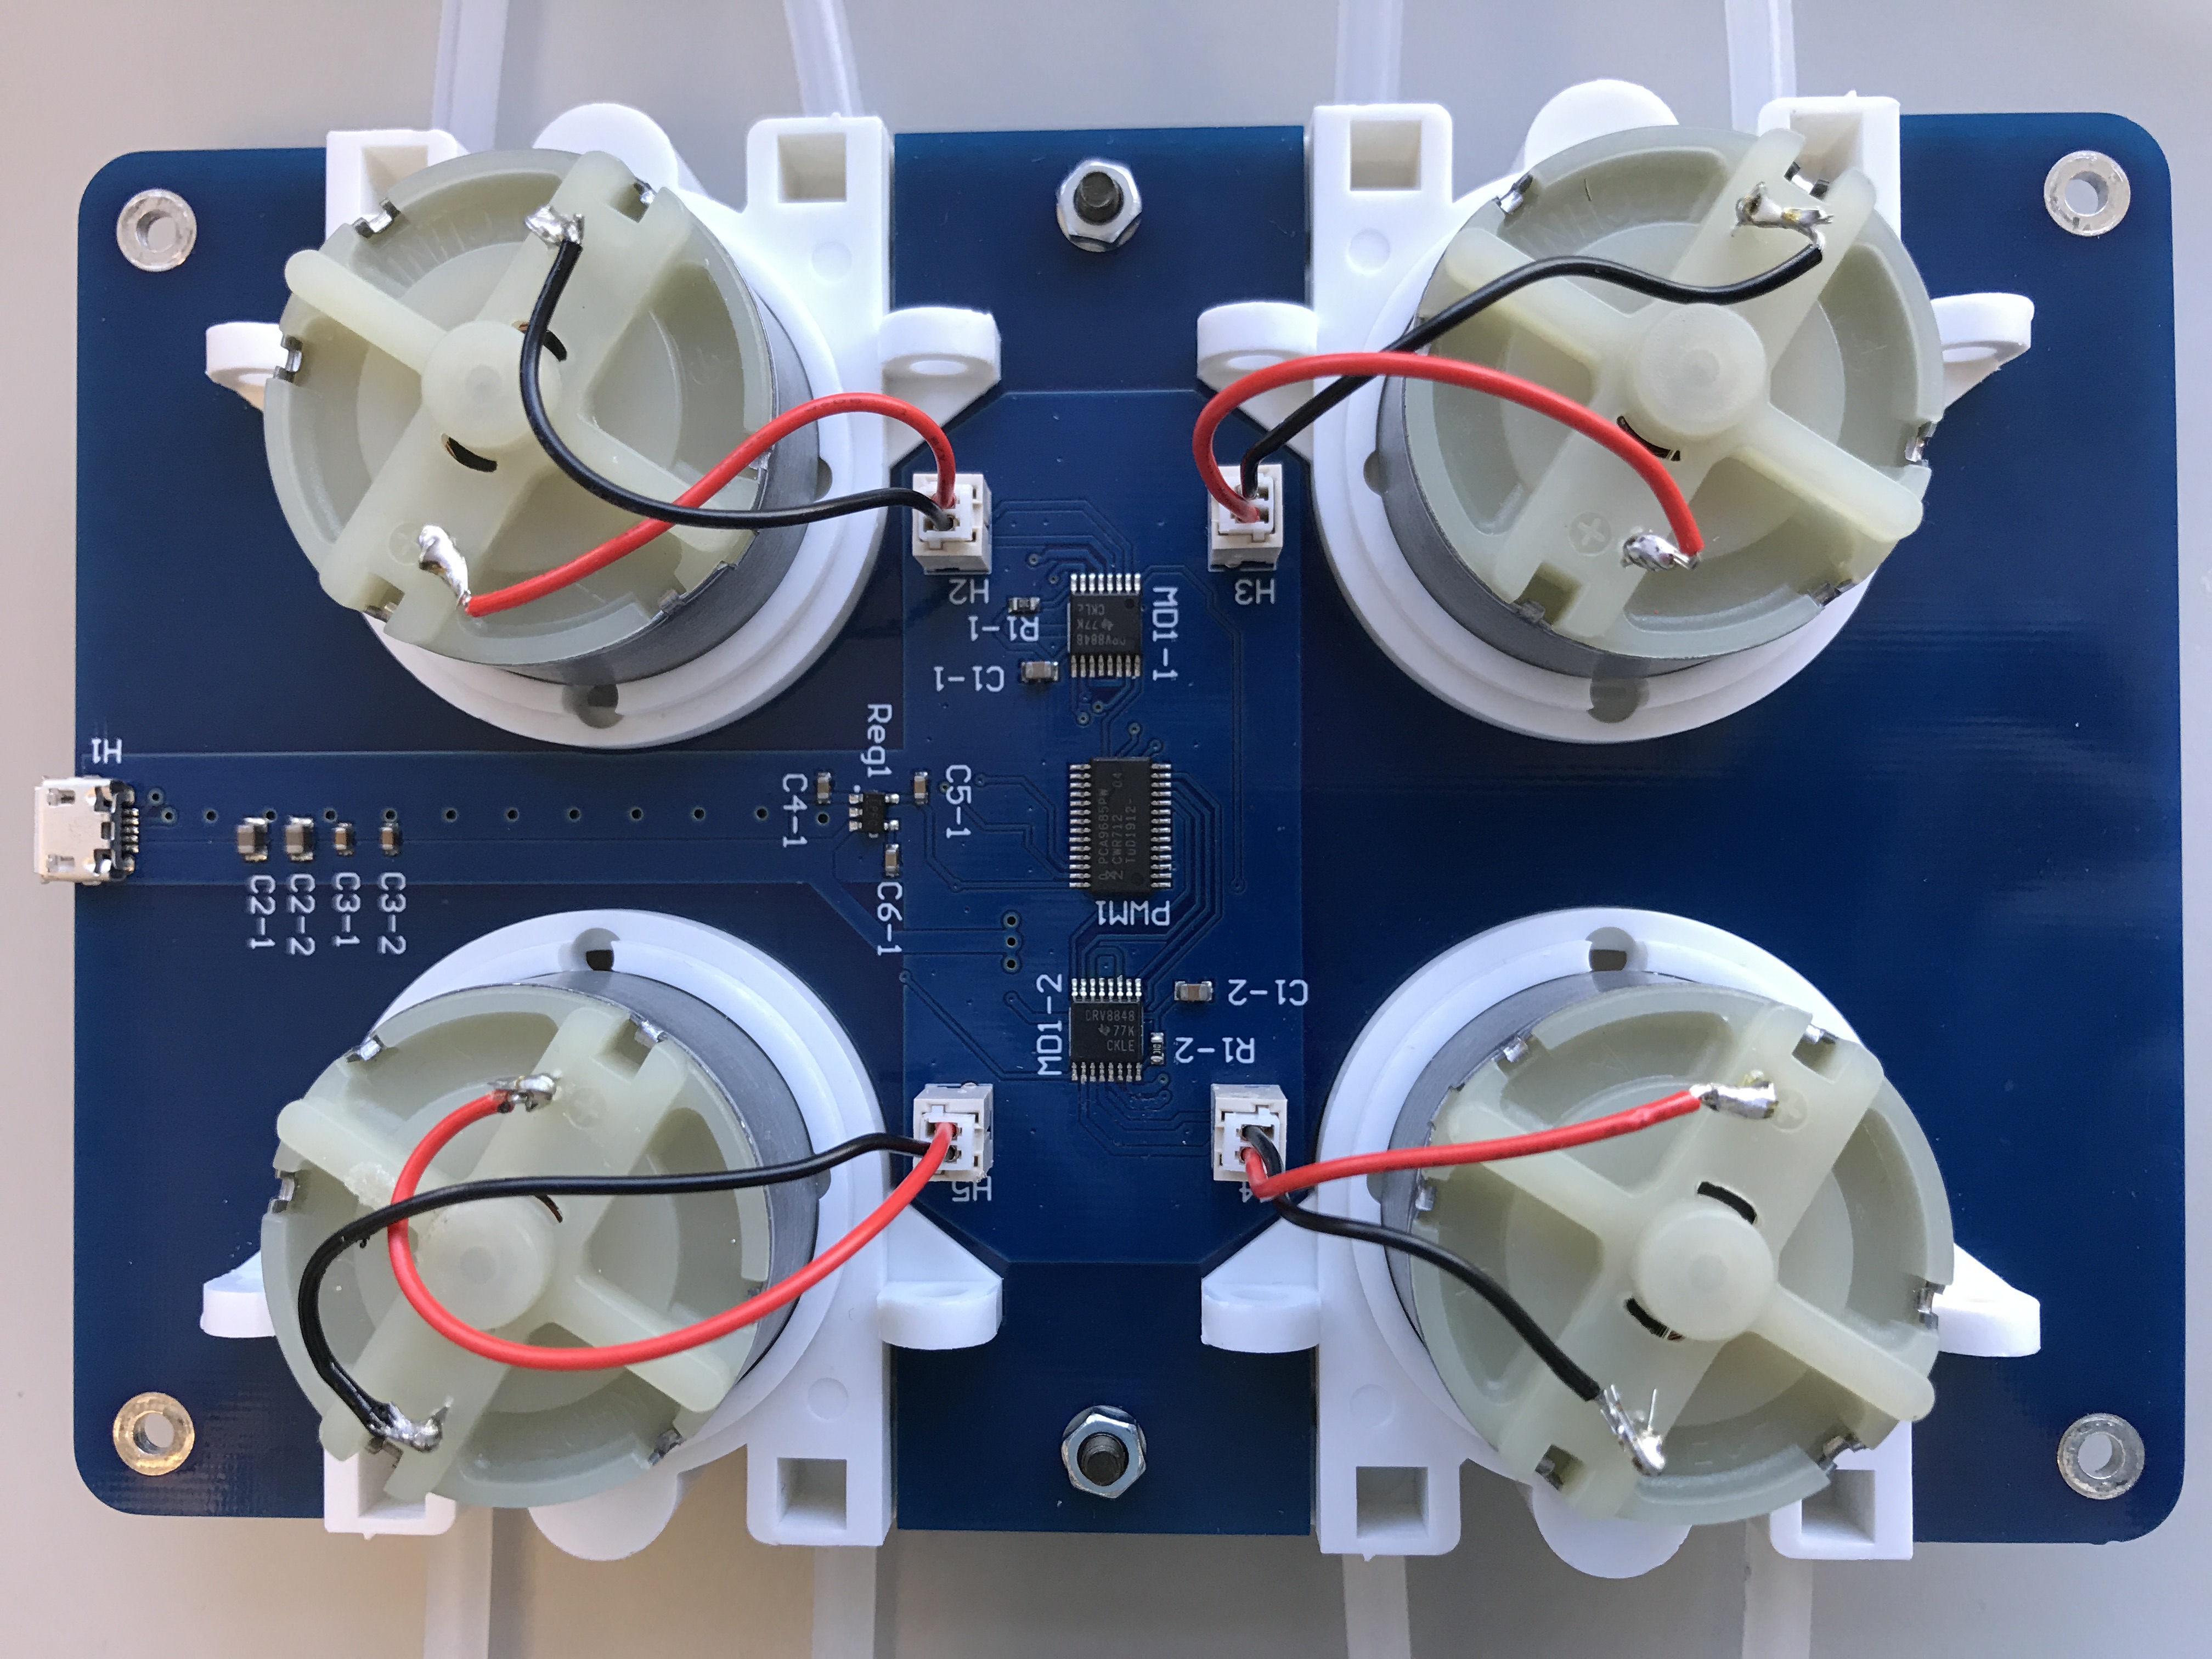 H1
C2-1
C2-2
C3-1
C3-2
C4-1
Reg1
C6-1
C5-1
H5
C1-1
R1-1
H2
MD1-2
DRV8848
77K
CKLE
PWM1
PCA9685PW
CWR712 04
TuD1912-
DRV8848
77K
CKL
MD1-1
R1-2
C1-2
4
H3